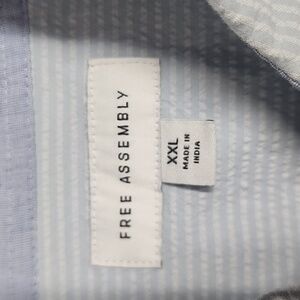 FREE ASSEMBLY
XXL
MADE IN
INDIA